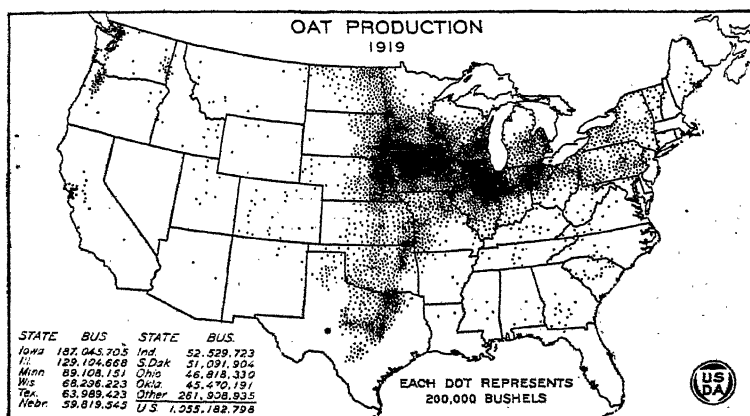 OAT PRODUCTION
1919
STATE BUS STATE BUS.
Iowa 187,045,705 Ind. 52,529,723
Ill. 129,104,668 S.Dak 51,091,904
Minn 89,108,151 Ohio 46,818,330
Wis 68,296,223 Okla. 45,470,191
Tex. 63,989,423 Other 261,908,935
Nebr. 59,819,545 U S 1,055,182,798
EACH DOT REPRESENTS
200,000 BUSHELS
US
DA